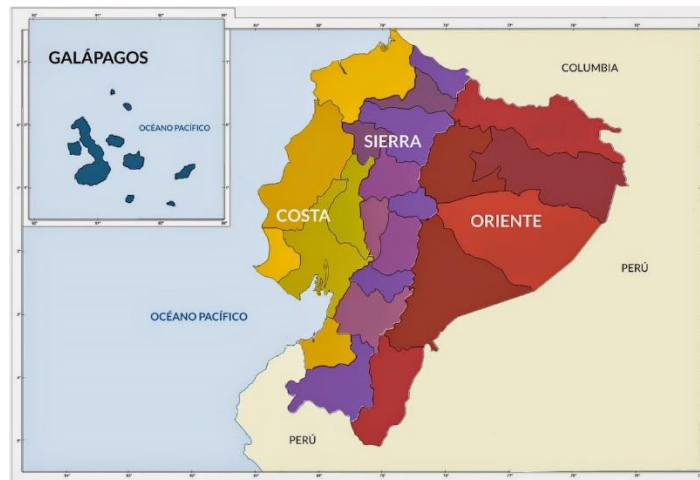 GALÁPAGOS
OCÉANO PACÍFICO
COLUMBIA
SIERRA
COSTA
ORIENTE
PERÚ
OCÉANO PACÍFICO
PERÚ